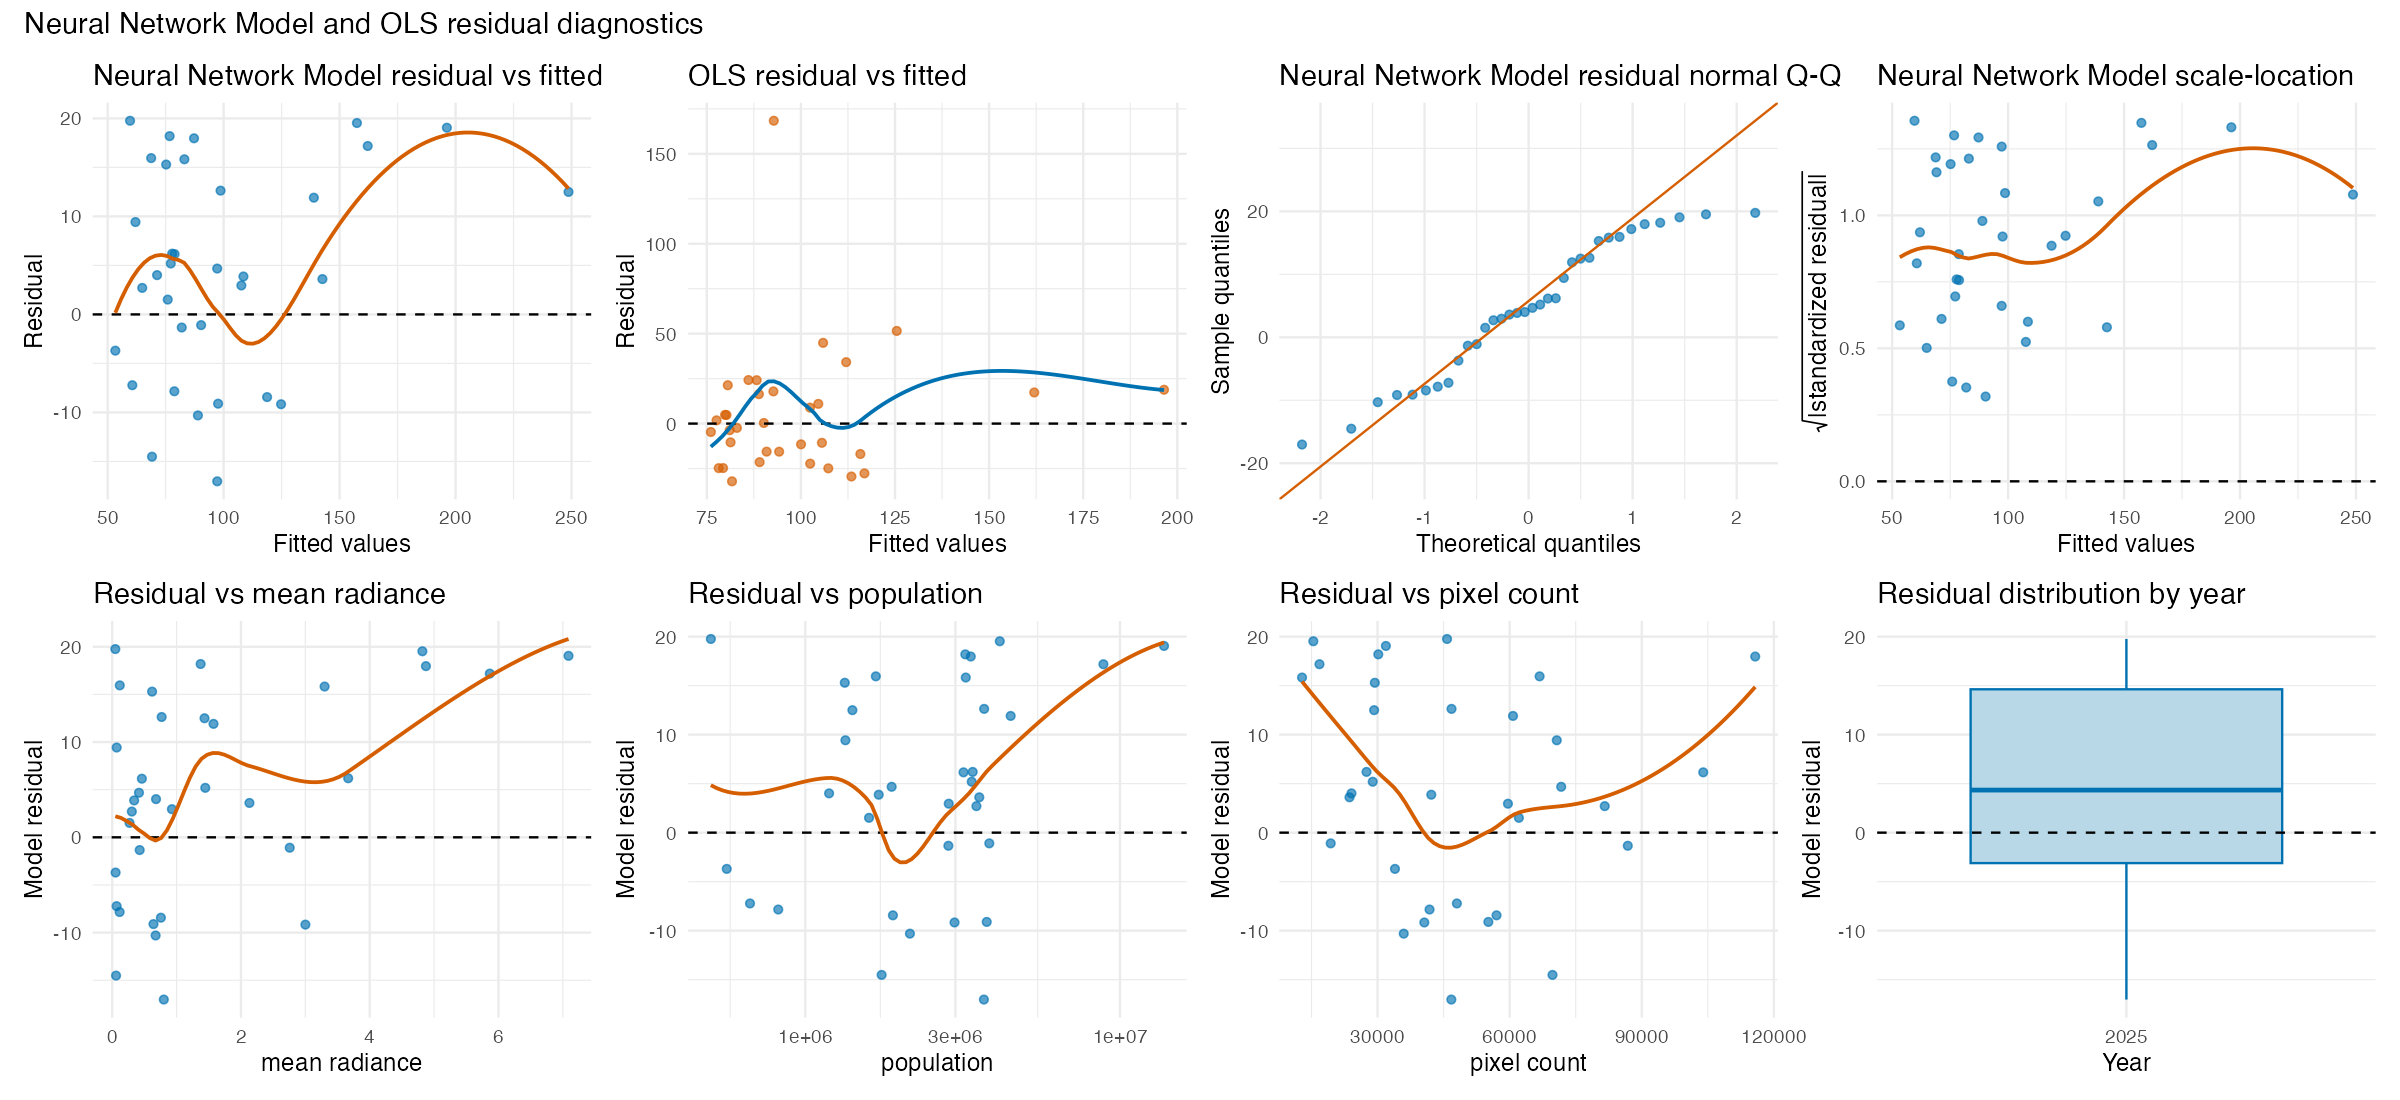 Neural Network Model and OLS residual diagnostics
Neural Network Model residual vs fitted
20
10
0
-10
50 100 150 200 250
Residual
Fitted values
OLS residual vs fitted
150
100
50
0
75 100 125 150 175 200
Residual
Fitted values
Neural Network Model residual normal Q-Q
20
0
-20
-2 -1 0 1 2
Sample quantiles
Theoretical quantiles
Neural Network Model scale-location
1.0
0.5
0.0
50 100 150 200 250
√|standardized residual|
Fitted values
Residual vs mean radiance
20
10
0
-10
0 2 4 6
Model residual
mean radiance
Residual vs population
20
10
0
-10
1e+06 3e+06 1e+07
Model residual
population
Residual vs pixel count
20
10
0
-10
30000 60000 90000 120000
Model residual
pixel count
Residual distribution by year
20
10
0
-10
2025
Model residual
Year